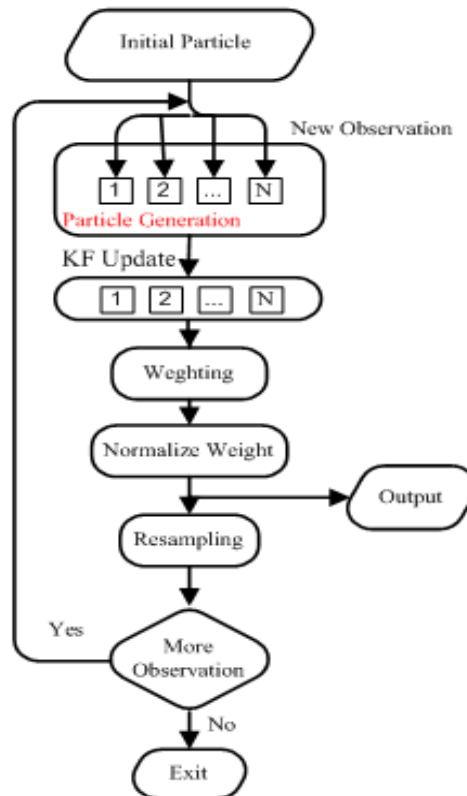 Initial Particle
New Observation
1 2 ... N
Particle Generation
KF Update
1 2 ... N
Weghting
Normalize Weight
Output
Resampling
Yes
More
Observation
No
Exit